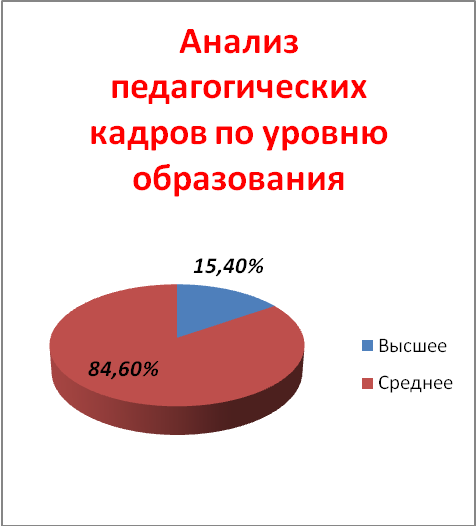 Анализ
педагогических
кадров по уровню
образования
15,40%
84,60%
Высшее
Среднее